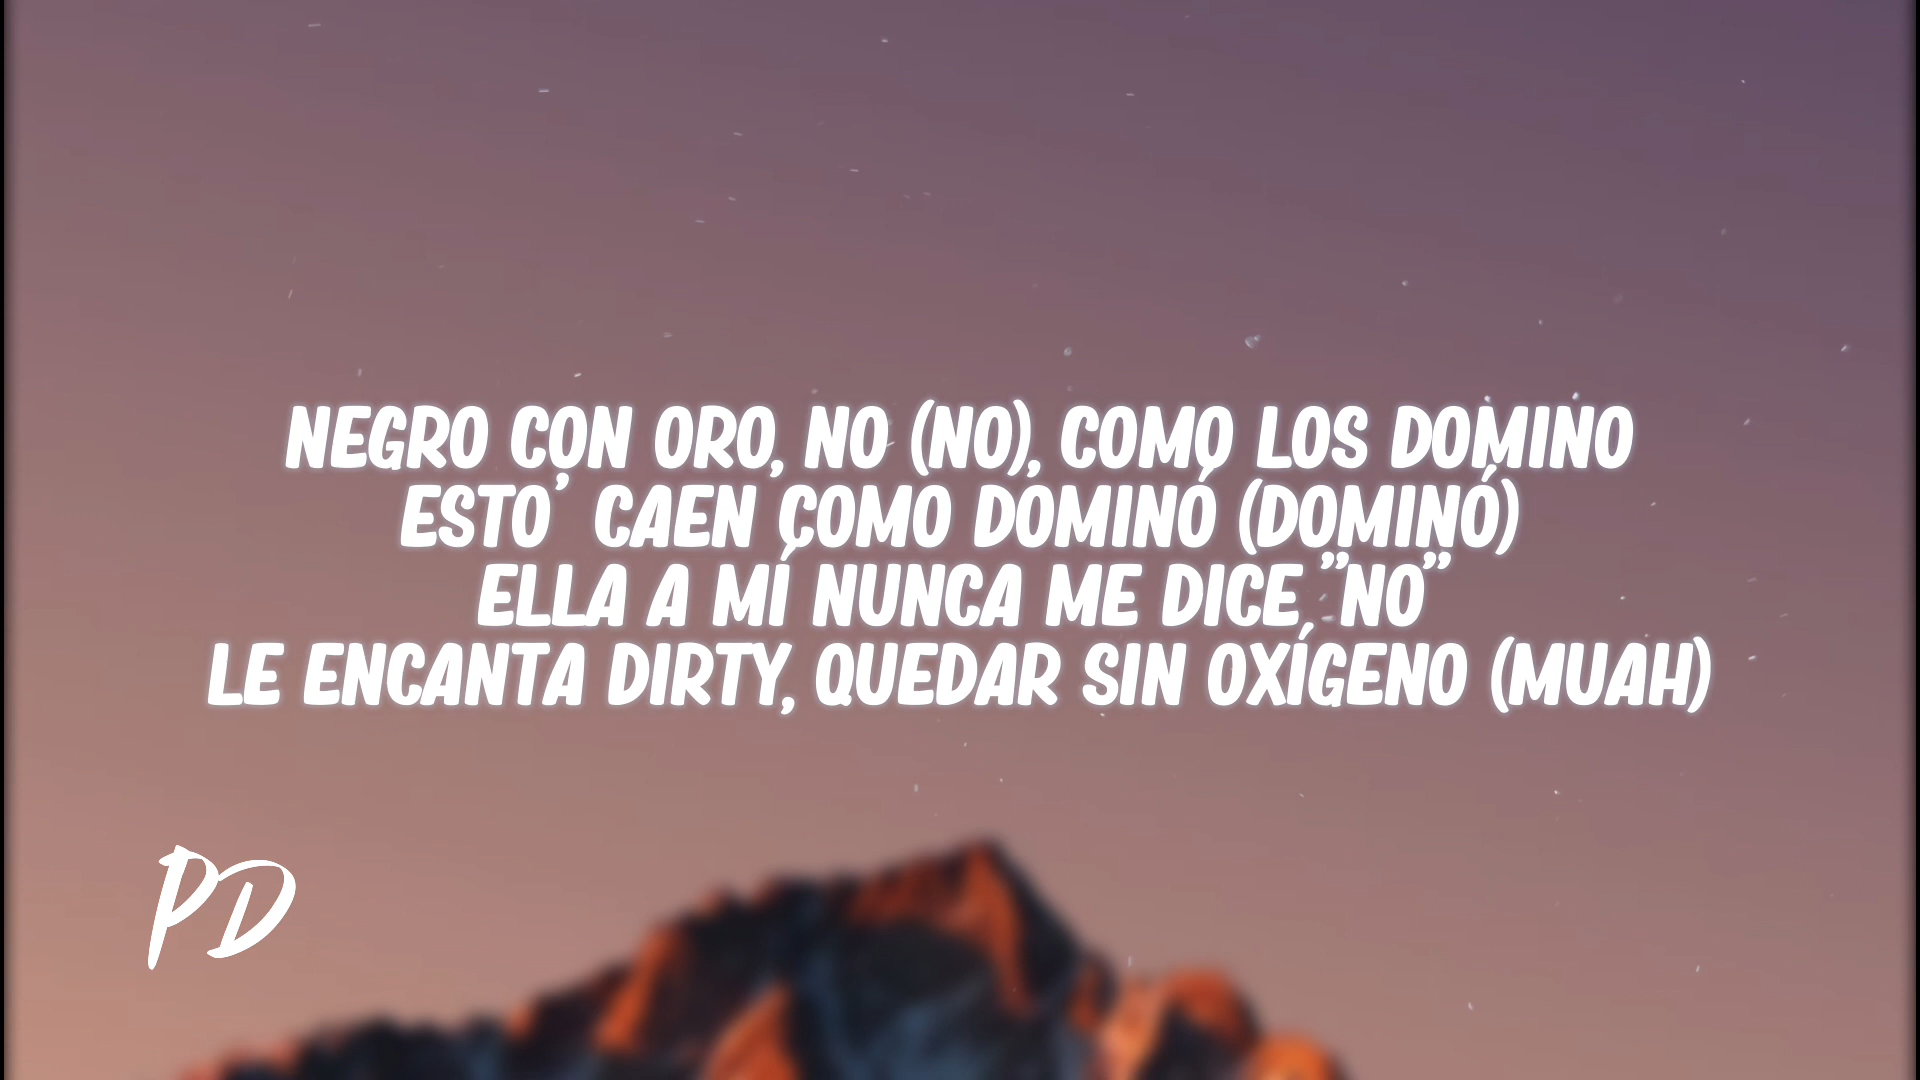 NEGRO CON ORO, NO (NO), COMO LOS DOMINO
ESTO' CAEN COMO DOMINÓ (DOMINÓ)
ELLA A MÍ NUNCA ME DICE "NO"
LE ENCANTA DIRTY, QUEDAR SIN OXÍGENO (MUAH)
PD